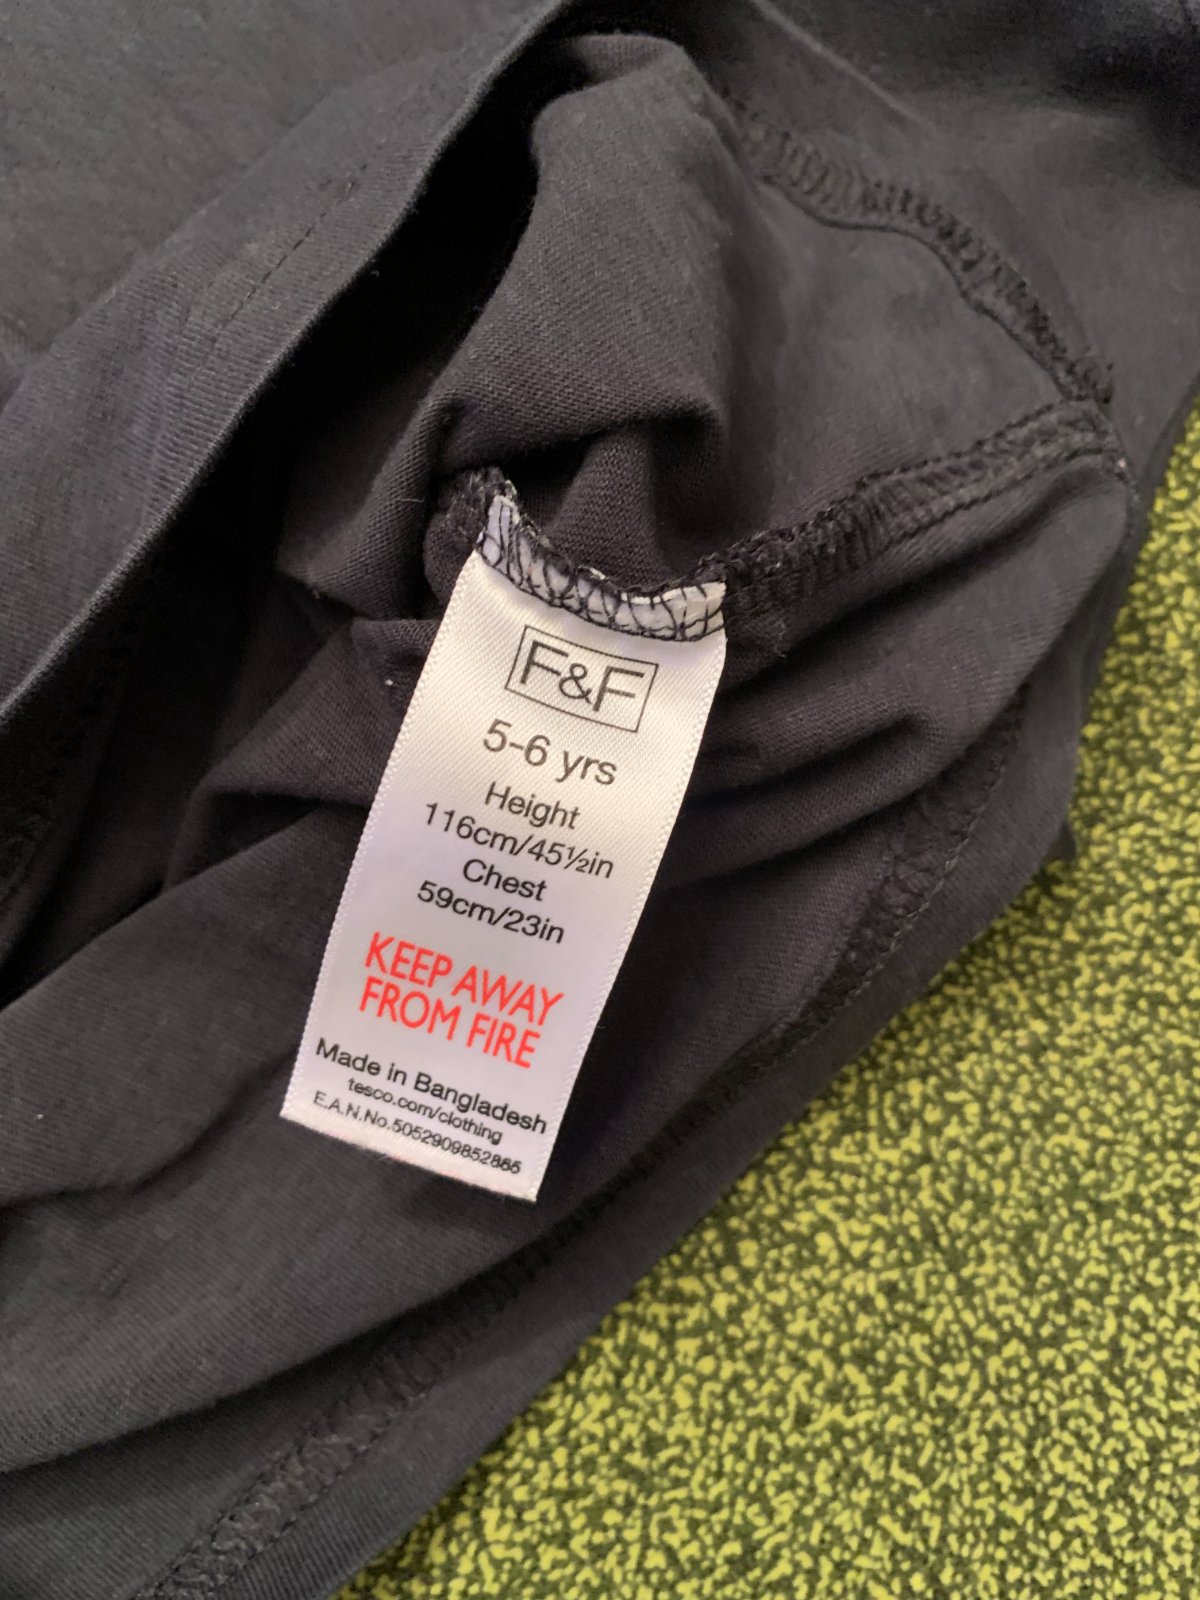 F&F
5-6 yrs
Height
116cm/45½in
Chest
59cm/23in
KEEP AWAY
FROM FIRE
Made in Bangladesh
tesco.com/clothing
E.A.N.No.5052909852865